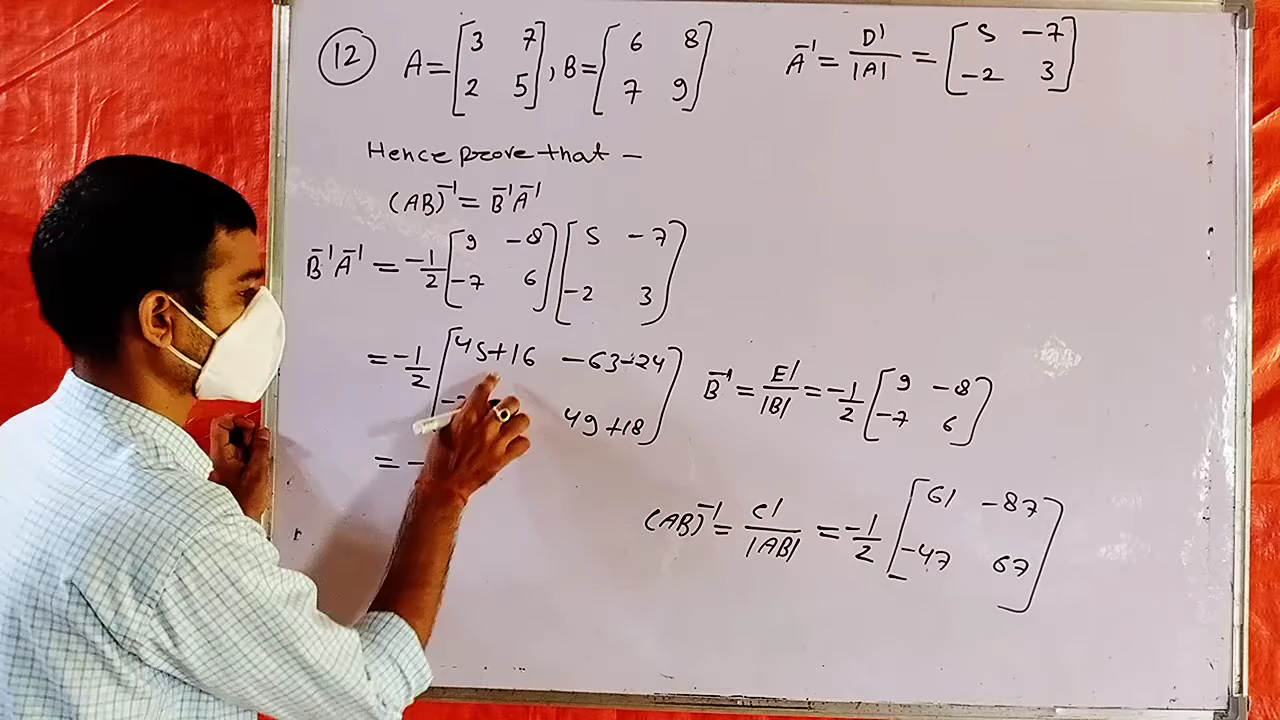 12 A = [3 7 2 5], B = [6 8 7 9]
A⁻¹ = D'/|A| = [5 -7 -2 3]
Hence prove that –
(AB)⁻¹ = B⁻¹A⁻¹
B⁻¹A⁻¹ = -1/2 [9 -8 -7 6] [5 -7 -2 3]
= -1/2 [45+16 -63-24 49+18]
= -
B⁻¹ = E'/|B| = -1/2 [9 -8 -7 6]
(AB)⁻¹ = C'/|AB| = -1/2 [61 -87 -47 67]